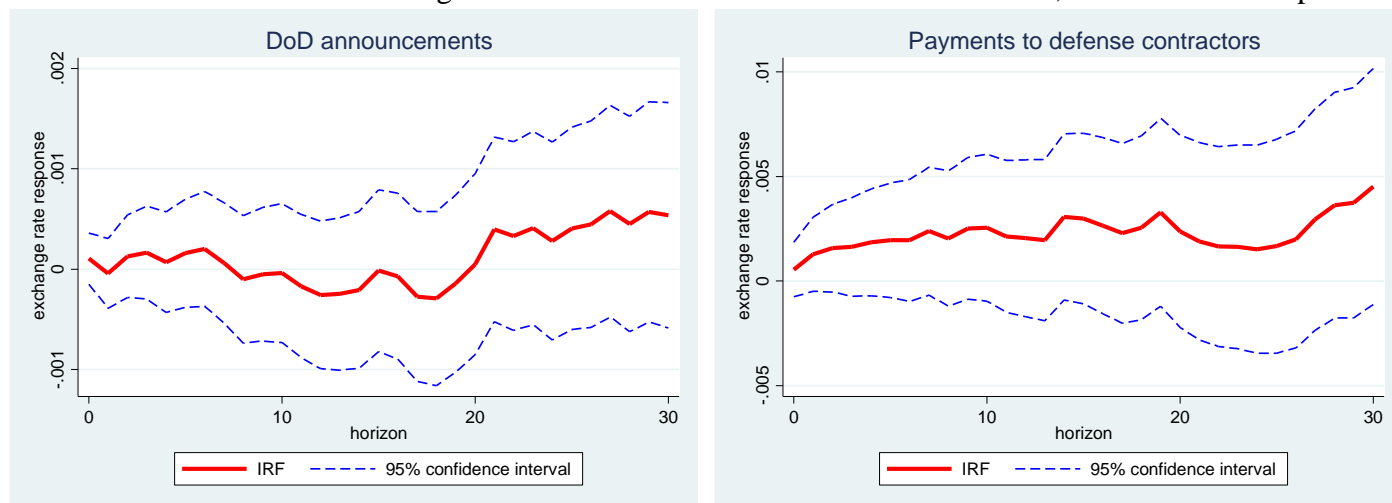 DoD announcements
.002
.001
0
-.001
exchange rate response
0 10 20 30
horizon
IRF 95% confidence interval
Payments to defense contractors
.01
.005
0
-.005
exchange rate response
0 10 20 30
horizon
IRF 95% confidence interval